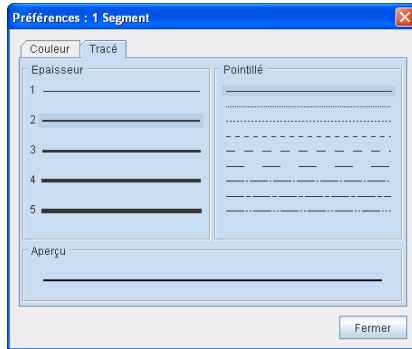 Préférences : 1 Segment
Couleur Tracé
Epaisseur
1
2
3
4
5
Pointillé
Aperçu
Fermer